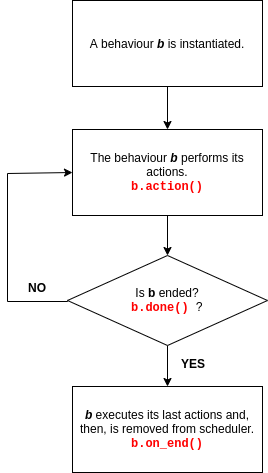 A behaviour b is instantiated.
The behaviour b performs its
actions.
b.action()
Is b ended?
b.done() ?
NO
YES
b executes its last actions and,
then, is removed from scheduler.
b.on_end()